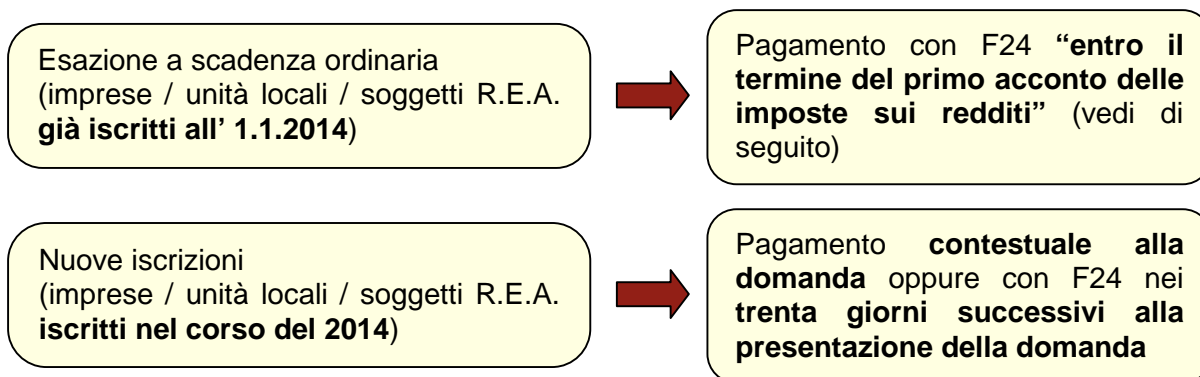 Esazione a scadenza ordinaria
(imprese / unità locali / soggetti R.E.A.
già iscritti all' 1.1.2014)
Pagamento con F24 “entro il
termine del primo acconto delle
imposte sui redditi” (vedi di
seguito)
Nuove iscrizioni
(imprese / unità locali / soggetti R.E.A.
iscritti nel corso del 2014)
Pagamento contestuale alla
domanda oppure con F24 nei
trenta giorni successivi alla
presentazione della domanda